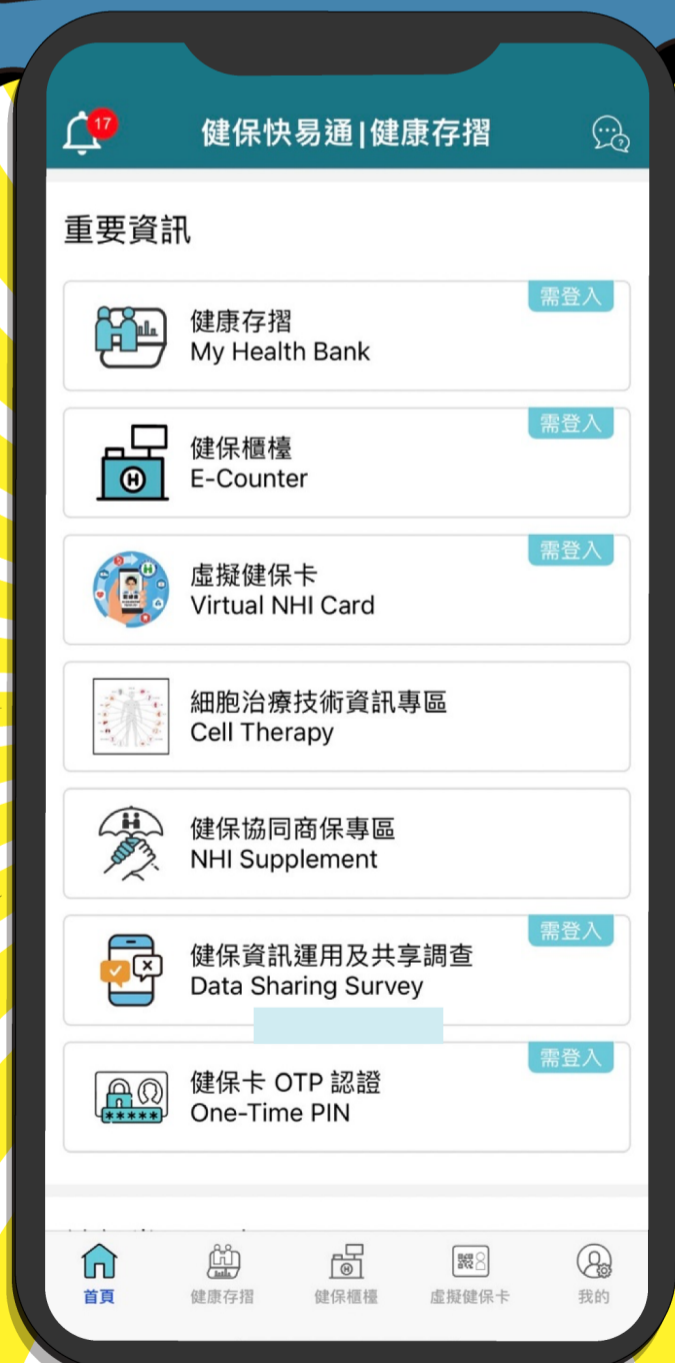 17
健保快易通|健康存摺
重要資訊
需登入
健康存摺
My Health Bank
需登入
健保櫃檯
E-Counter
需登入
虛擬健保卡
Virtual NHI Card
細胞治療技術資訊專區
Cell Therapy
健保協同商保專區
NHI Supplement
需登入
健保資訊運用及共享調查
Data Sharing Survey
需登入
健保卡 OTP 認證
One-Time PIN
首頁
健康存摺
健保櫃檯
虛擬健保卡
我的